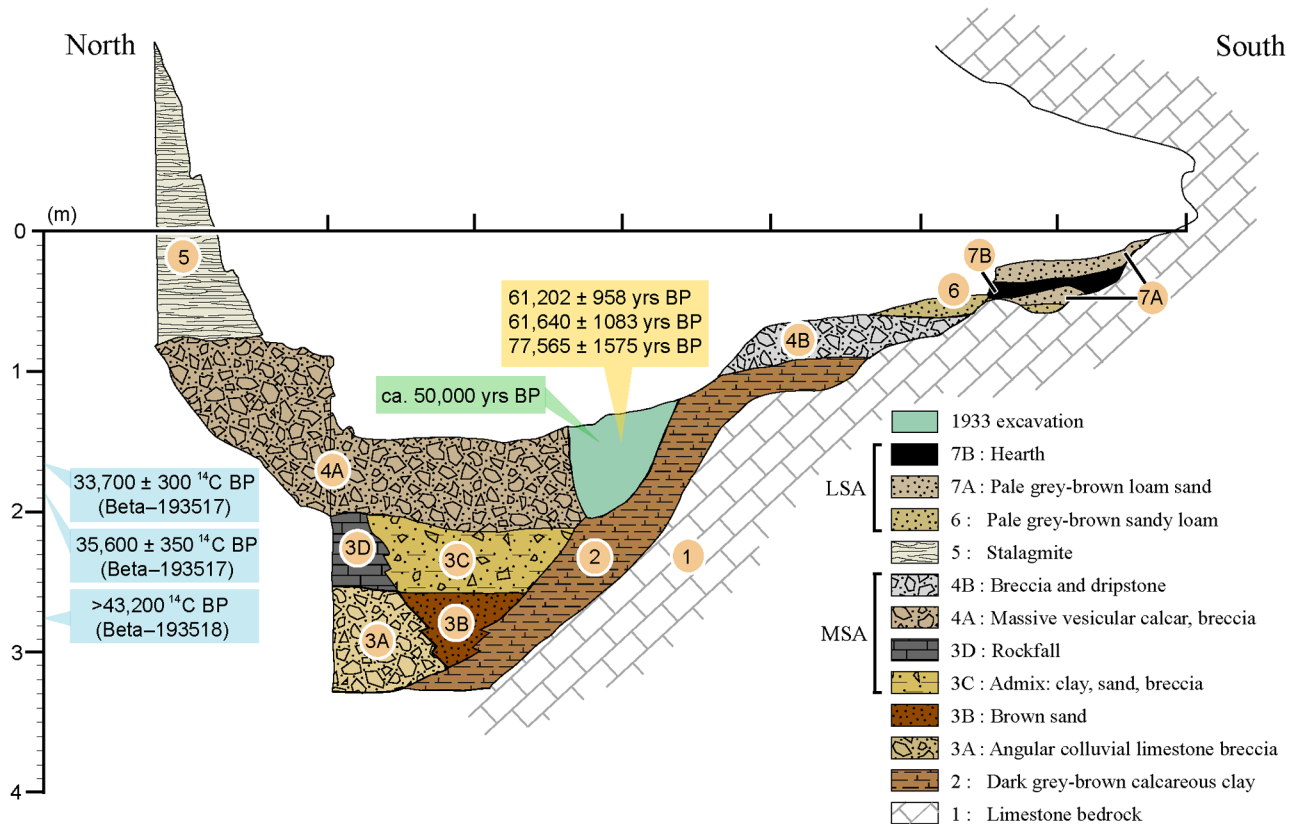 North
South
(m)
0
1
2
3
4
5
7B
6
7A
4B
61,202 ± 958 yrs BP
61,640 ± 1083 yrs BP
77,565 ± 1575 yrs BP
ca. 50,000 yrs BP
4A
33,700 ± 300 ¹⁴C BP
(Beta–193517)
35,600 ± 350 ¹⁴C BP
(Beta–193517)
>43,200 ¹⁴C BP
(Beta–193518)
3D
3C
2
1
3B
3A
1933 excavation
LSA
7B : Hearth
7A : Pale grey-brown loam sand
6 : Pale grey-brown sandy loam
5 : Stalagmite
MSA
4B : Breccia and dripstone
4A : Massive vesicular calcar, breccia
3D : Rockfall
3C : Admix: clay, sand, breccia
3B : Brown sand
3A : Angular colluvial limestone breccia
2 : Dark grey-brown calcareous clay
1 : Limestone bedrock